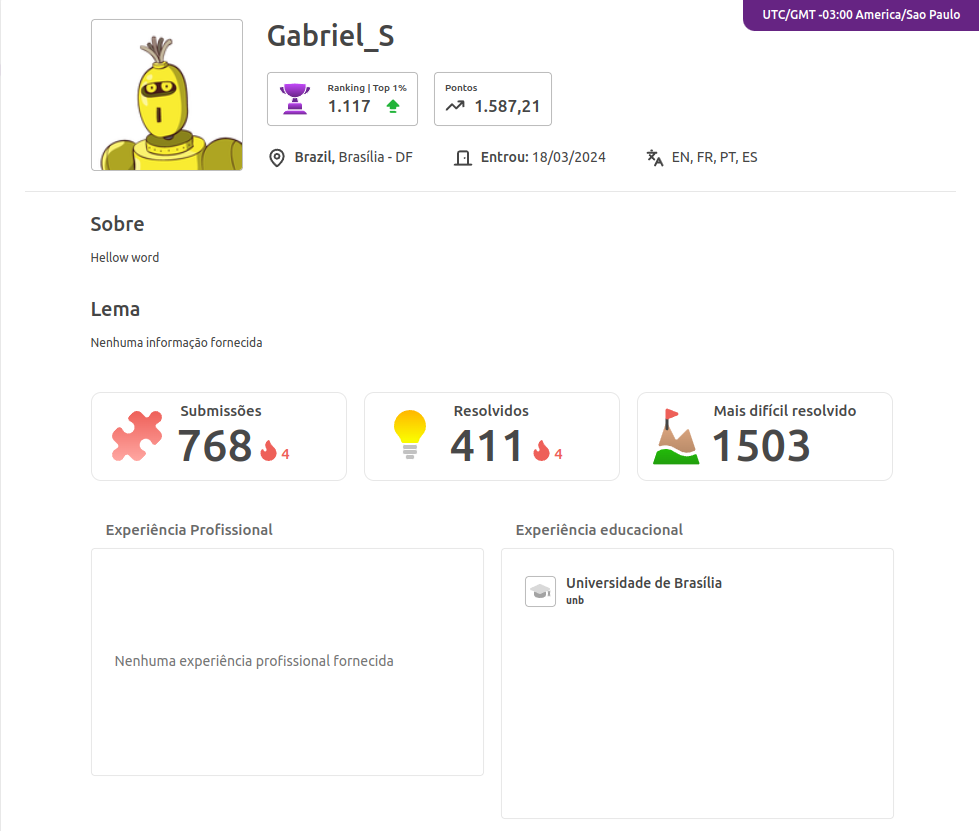 UTC/GMT -03:00 America/Sao Paulo
Gabriel_S
Ranking | Top 1%
1.117
Pontos
1.587,21
Brazil, Brasília - DF
Entrou: 18/03/2024
EN, FR, PT, ES
Sobre
Hellow word
Lema
Nenhuma informação fornecida
Submissões
768 4
Resolvidos
411 4
Mais difícil resolvido
1503
Experiência Profissional
Nenhuma experiência profissional fornecida
Experiência educacional
Universidade de Brasília
unb